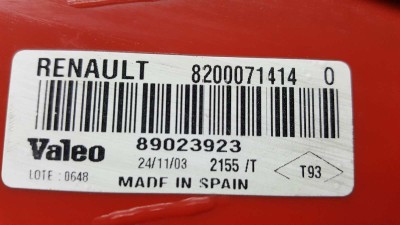 RENAULT 8200071414 0
Valeo 89023923
24/11/03 2155 /T
LOTE : 0648 T93
MADE IN SPAIN